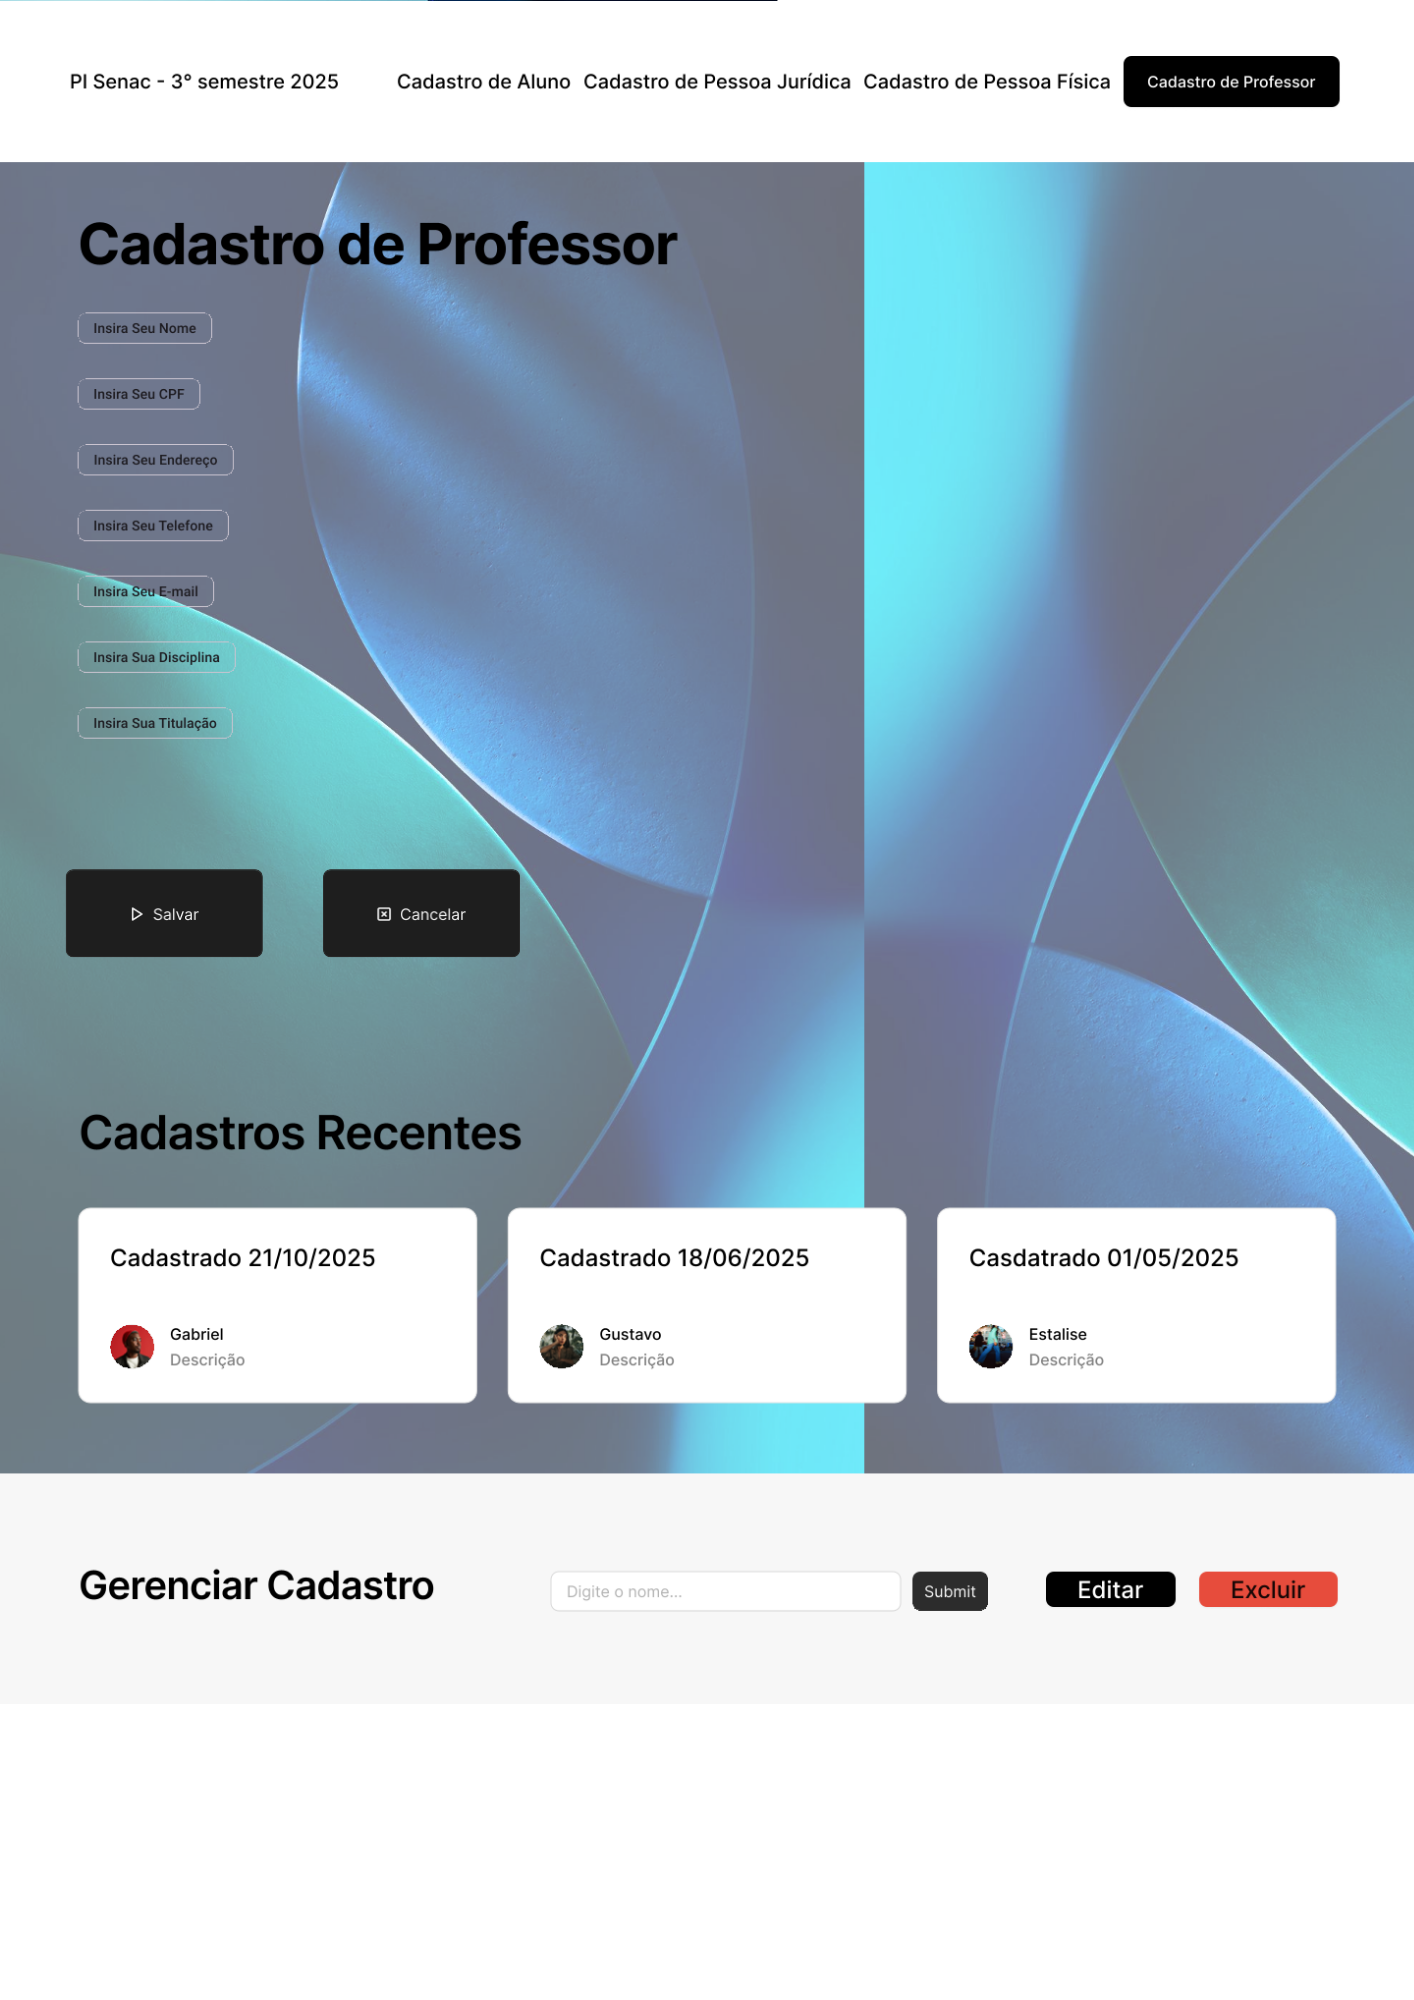 PI Senac - 3° semestre 2025
Cadastro de Aluno
Cadastro de Pessoa Jurídica
Cadastro de Pessoa Física
Cadastro de Professor
Cadastro de Professor
Insira Seu Nome
Insira Seu CPF
Insira Seu Endereço
Insira Seu Telefone
Insira Seu E-mail
Insira Sua Disciplina
Insira Sua Titulação
Salvar
Cancelar
Cadastros Recentes
Cadastrado 21/10/2025
Gabriel
Descrição
Cadastrado 18/06/2025
Gustavo
Descrição
Casdatrado 01/05/2025
Estalise
Descrição
Gerenciar Cadastro
Digite o nome...
Submit
Editar
Excluir